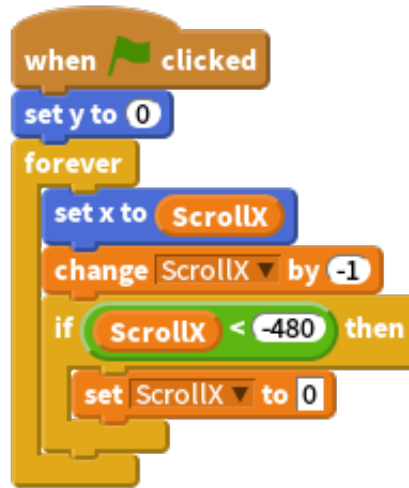 when clicked
set y to 0
forever
set x to ScrollX
change ScrollX by -1
if ScrollX < -480 then
set ScrollX to 0